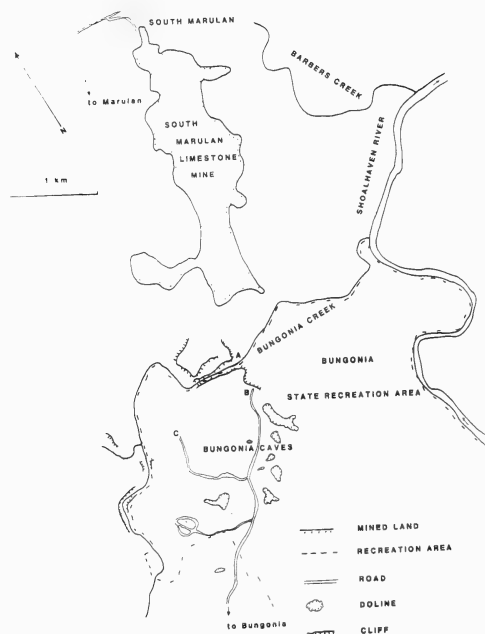 SOUTH MARULAN
BARBERS CREEK
to Marulan
N
SOUTH
MARULAN
LIMESTONE
MINE
SHOALHAVEN RIVER
1 km
BUNGONIA CREEK
A
BUNGONIA
B
STATE RECREATION AREA
C
BUNGONIA CAVES
MINED LAND
RECREATION AREA
ROAD
DOLINE
CLIFF
to Bungonia